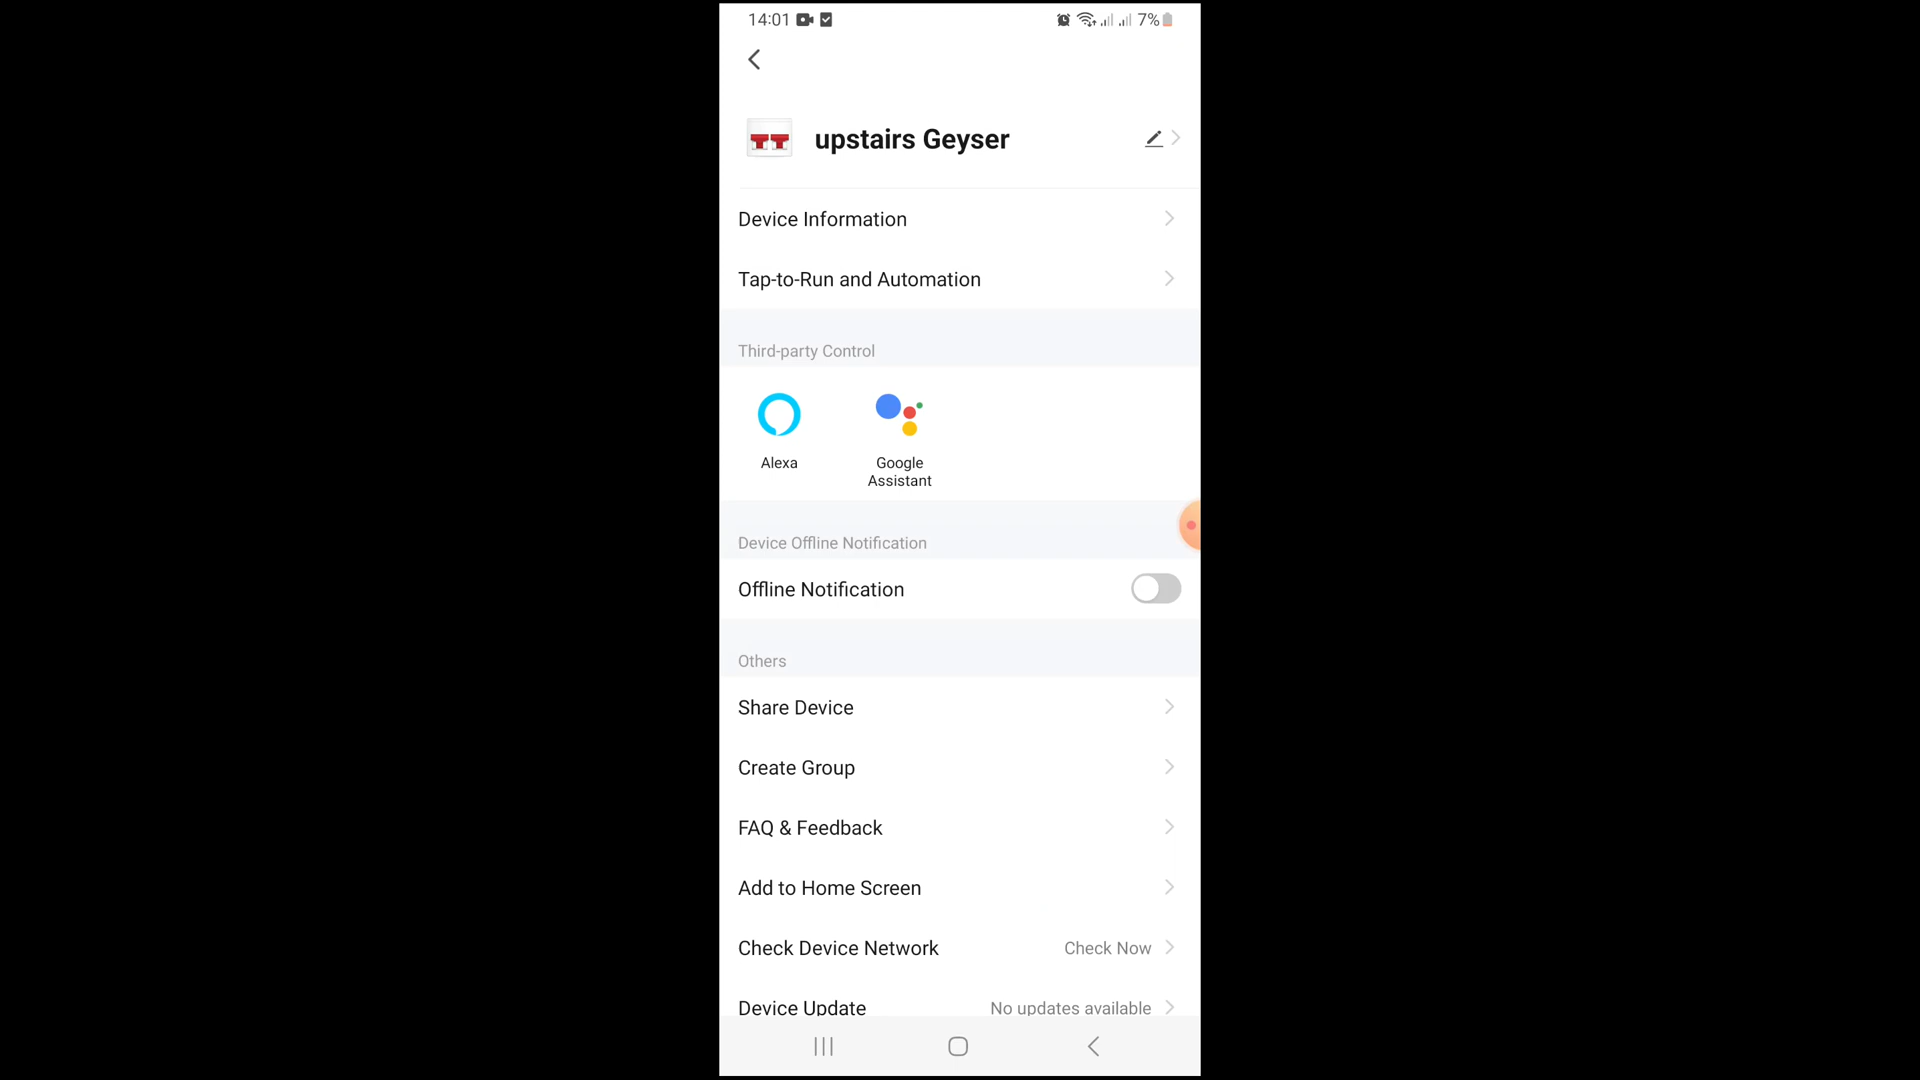 14:01 7%
upstairs Geyser
Device Information
Tap-to-Run and Automation
Third-party Control
Alexa
Google
Assistant
Device Offline Notification
Offline Notification
Others
Share Device
Create Group
FAQ & Feedback
Add to Home Screen
Check Device Network Check Now
Device Update No updates available